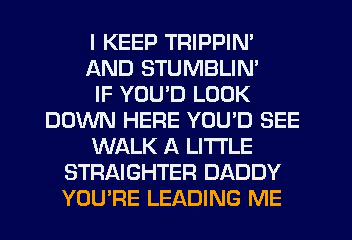 I KEEP TRIPPIN'
AND STUMBLIN'
IF YOU'D LOOK
DOWN HERE YOU'D SEE
WALK A LITTLE
STRAIGHTER DADDY
YOU'RE LEADING ME